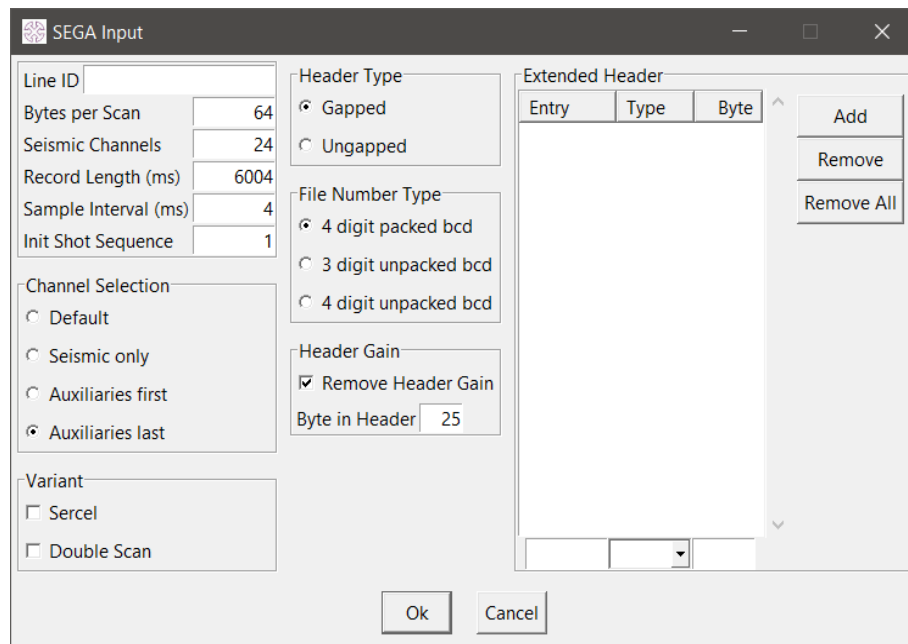 SEGA Input
Line ID
Bytes per Scan 64
Seismic Channels 24
Record Length (ms) 6004
Sample Interval (ms) 4
Init Shot Sequence 1
Channel Selection
Default
Seismic only
Auxiliaries first
Auxiliaries last
Variant
Sercel
Double Scan
Header Type
Gapped
Ungapped
File Number Type
4 digit packed bcd
3 digit unpacked bcd
4 digit unpacked bcd
Header Gain
Remove Header Gain
Byte in Header 25
Extended Header
Entry Type Byte
Add
Remove
Remove All
Ok Cancel